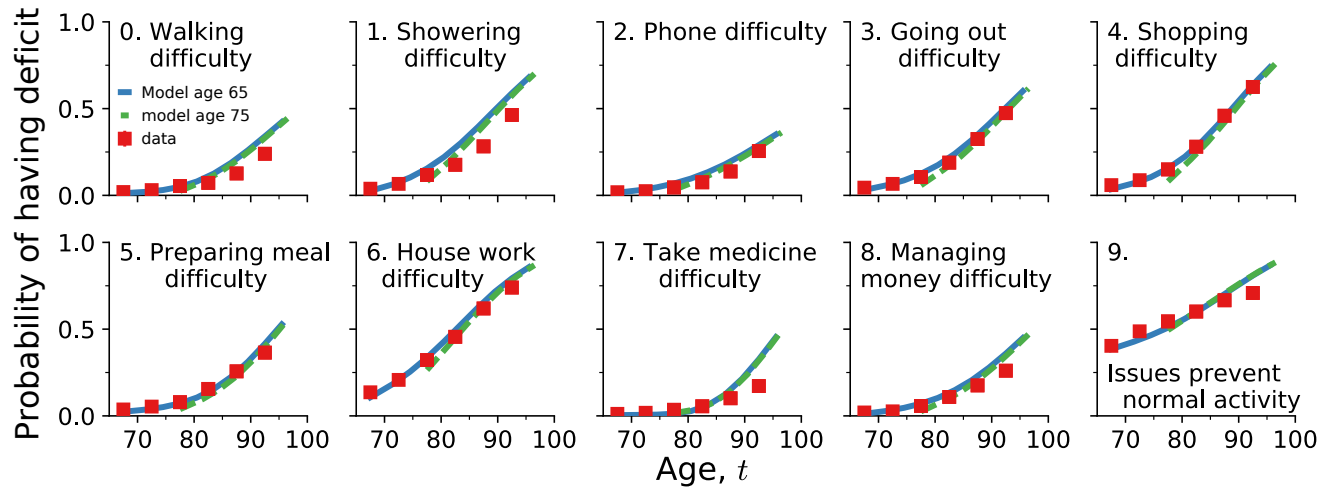 Probability of having deficit
1.0
0.5
0.0
0. Walking
difficulty
Model age 65
model age 75
data
1. Showering
difficulty
2. Phone difficulty
3. Going out
difficulty
4. Shopping
difficulty
1.0
0.5
0.0
5. Preparing meal
difficulty
6. House work
difficulty
7. Take medicine
difficulty
8. Managing
money difficulty
9.
Issues prevent
normal activity
70 80 90 100
70 80 90 100
70 80 90 100
70 80 90 100
70 80 90 100
Age, t